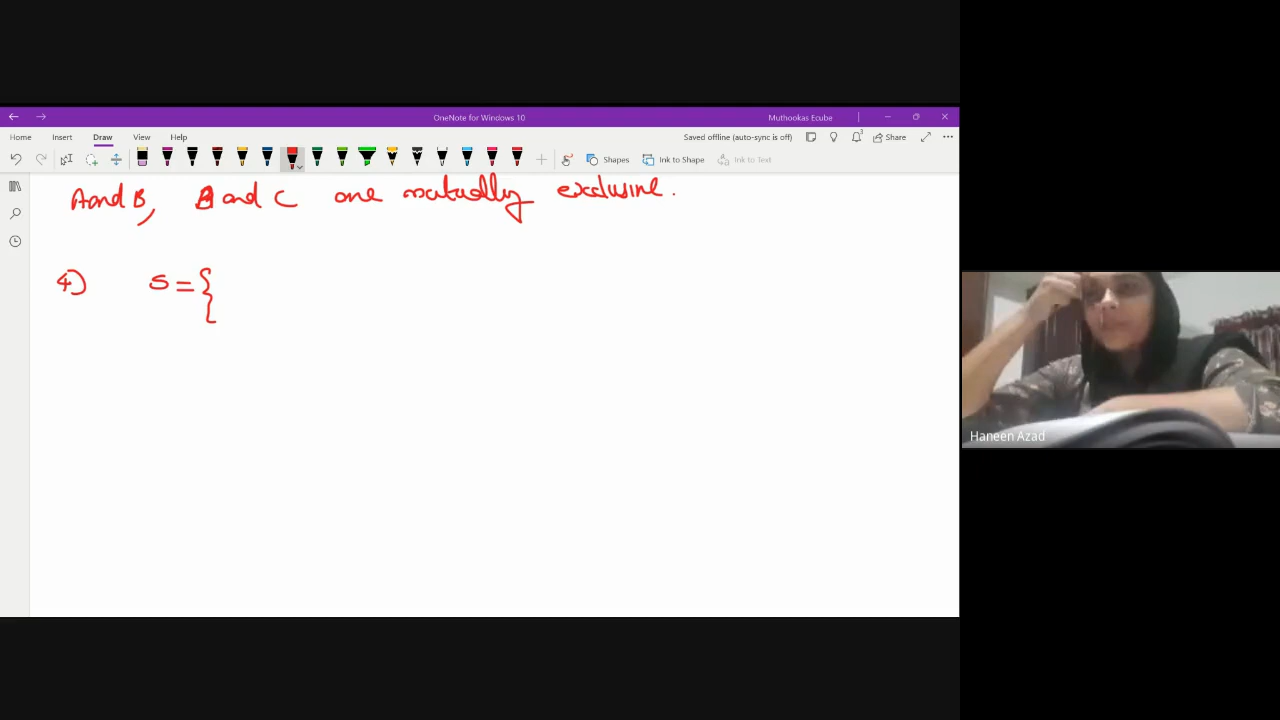 OneNote for Windows 10
Muthookas Ecube
Home Insert Draw View Help
Saved offline (auto-sync is off)
3
Share
Shapes
Ink to Shape
Ink to Text
A and B, B and C are mutually exclusive.
4) S = {
Haneen Azad